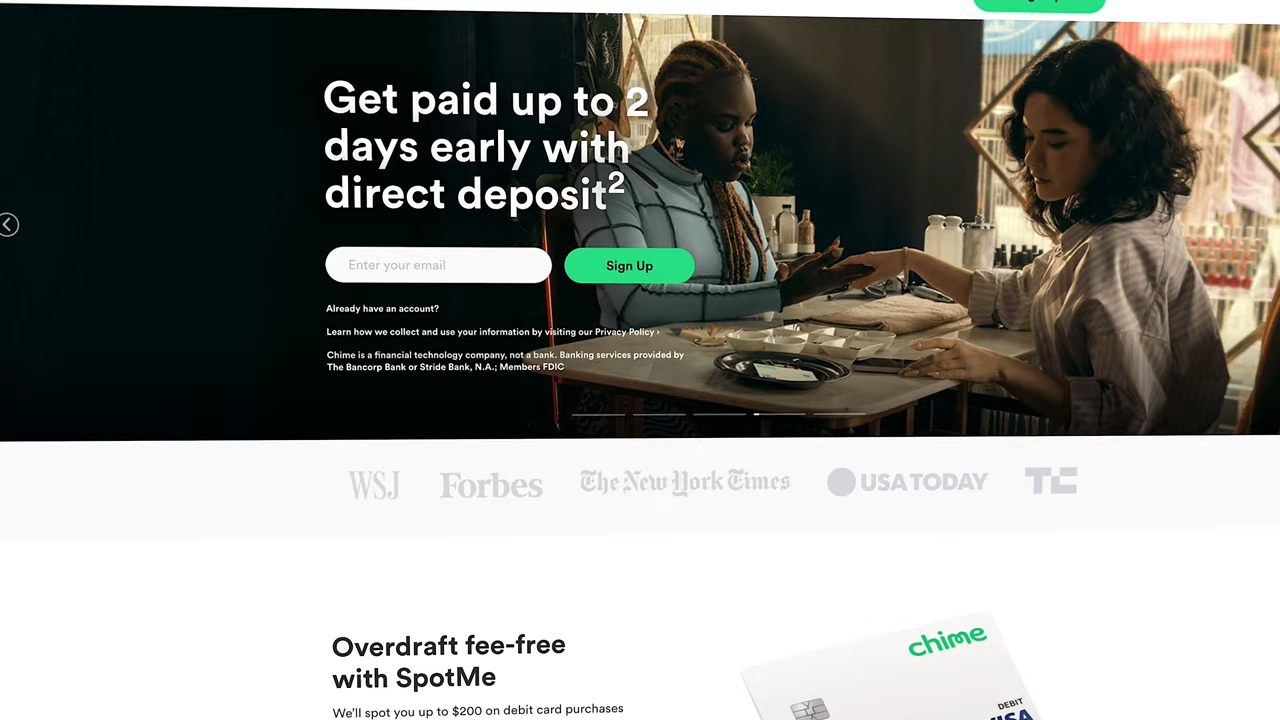 Get paid up to 2
days early with
direct deposit²
Enter your email
Sign Up
Already have an account?
Learn how we collect and use your information by visiting our Privacy Policy ›
Chime is a financial technology company, not a bank. Banking services provided by
The Bancorp Bank or Stride Bank, N.A.; Members FDIC
WSJ
Forbes
The New York Times
USA TODAY
TC
Overdraft fee-free
with SpotMe
We'll spot you up to $200 on debit card purchases
chime
DEBIT
VISA